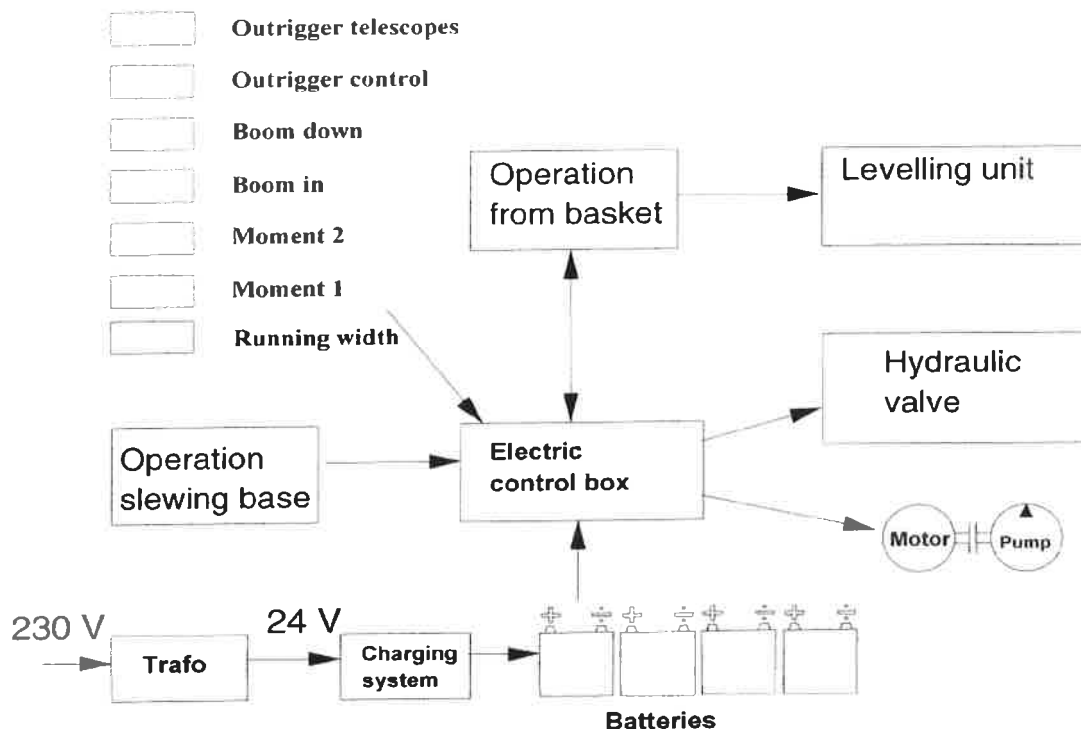 Outrigger telescopes
Outrigger control
Boom down
Boom in
Moment 2
Moment 1
Running width
Operation
from basket
Levelling unit
Hydraulic
valve
Operation
slewing base
Electric
control box
Motor
Pump
230 V
Trafo
24 V
Charging
system
+ ÷ + ÷ + ÷ + ÷
Batteries